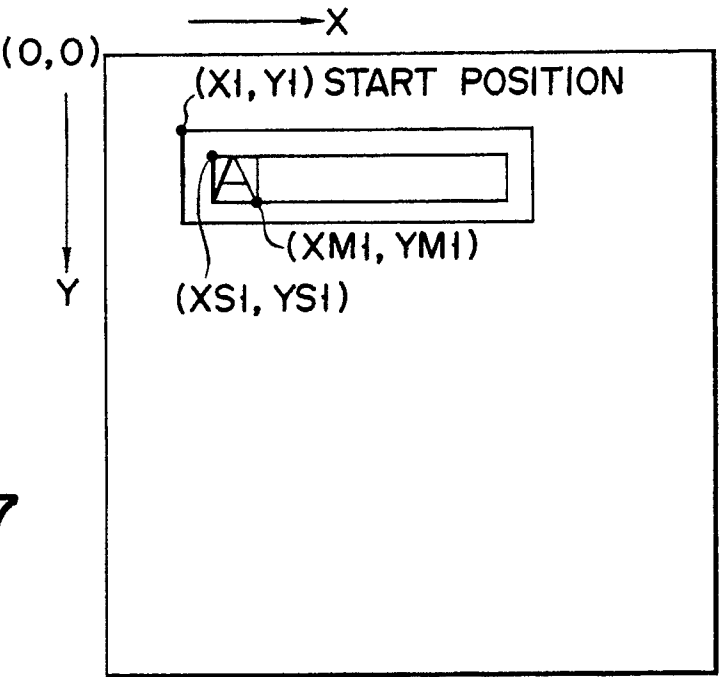 X
(0,0)
(X1, Y1) START POSITION
A
(XM1, YM1)
Y
(XS1, YS1)
7